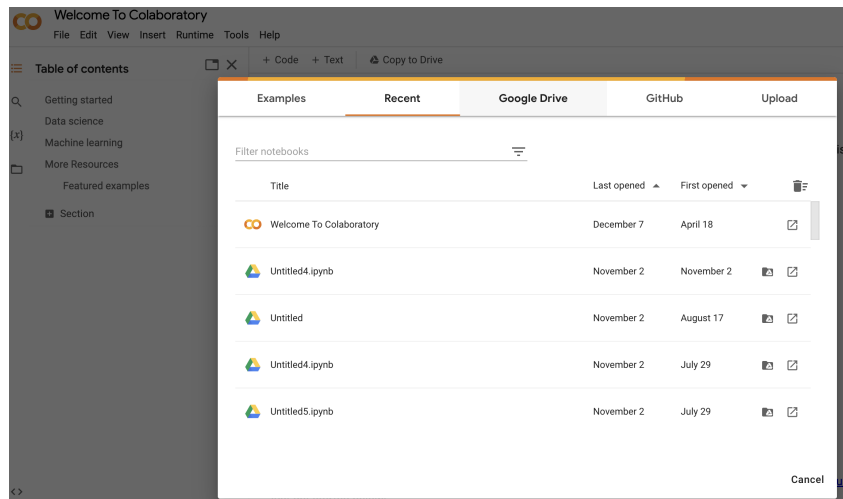 Welcome To Colaboratory
File Edit View Insert Runtime Tools Help
Table of contents
+ Code + Text Copy to Drive
Getting started
Data science
{x}
Machine learning
More Resources
Featured examples
Section
Examples Recent Google Drive GitHub Upload
Filter notebooks
Title Last opened First opened
Welcome To Colaboratory December 7 April 18
Untitled4.ipynb November 2 November 2
Untitled November 2 August 17
Untitled4.ipynb November 2 July 29
Untitled5.ipynb November 2 July 29
Cancel